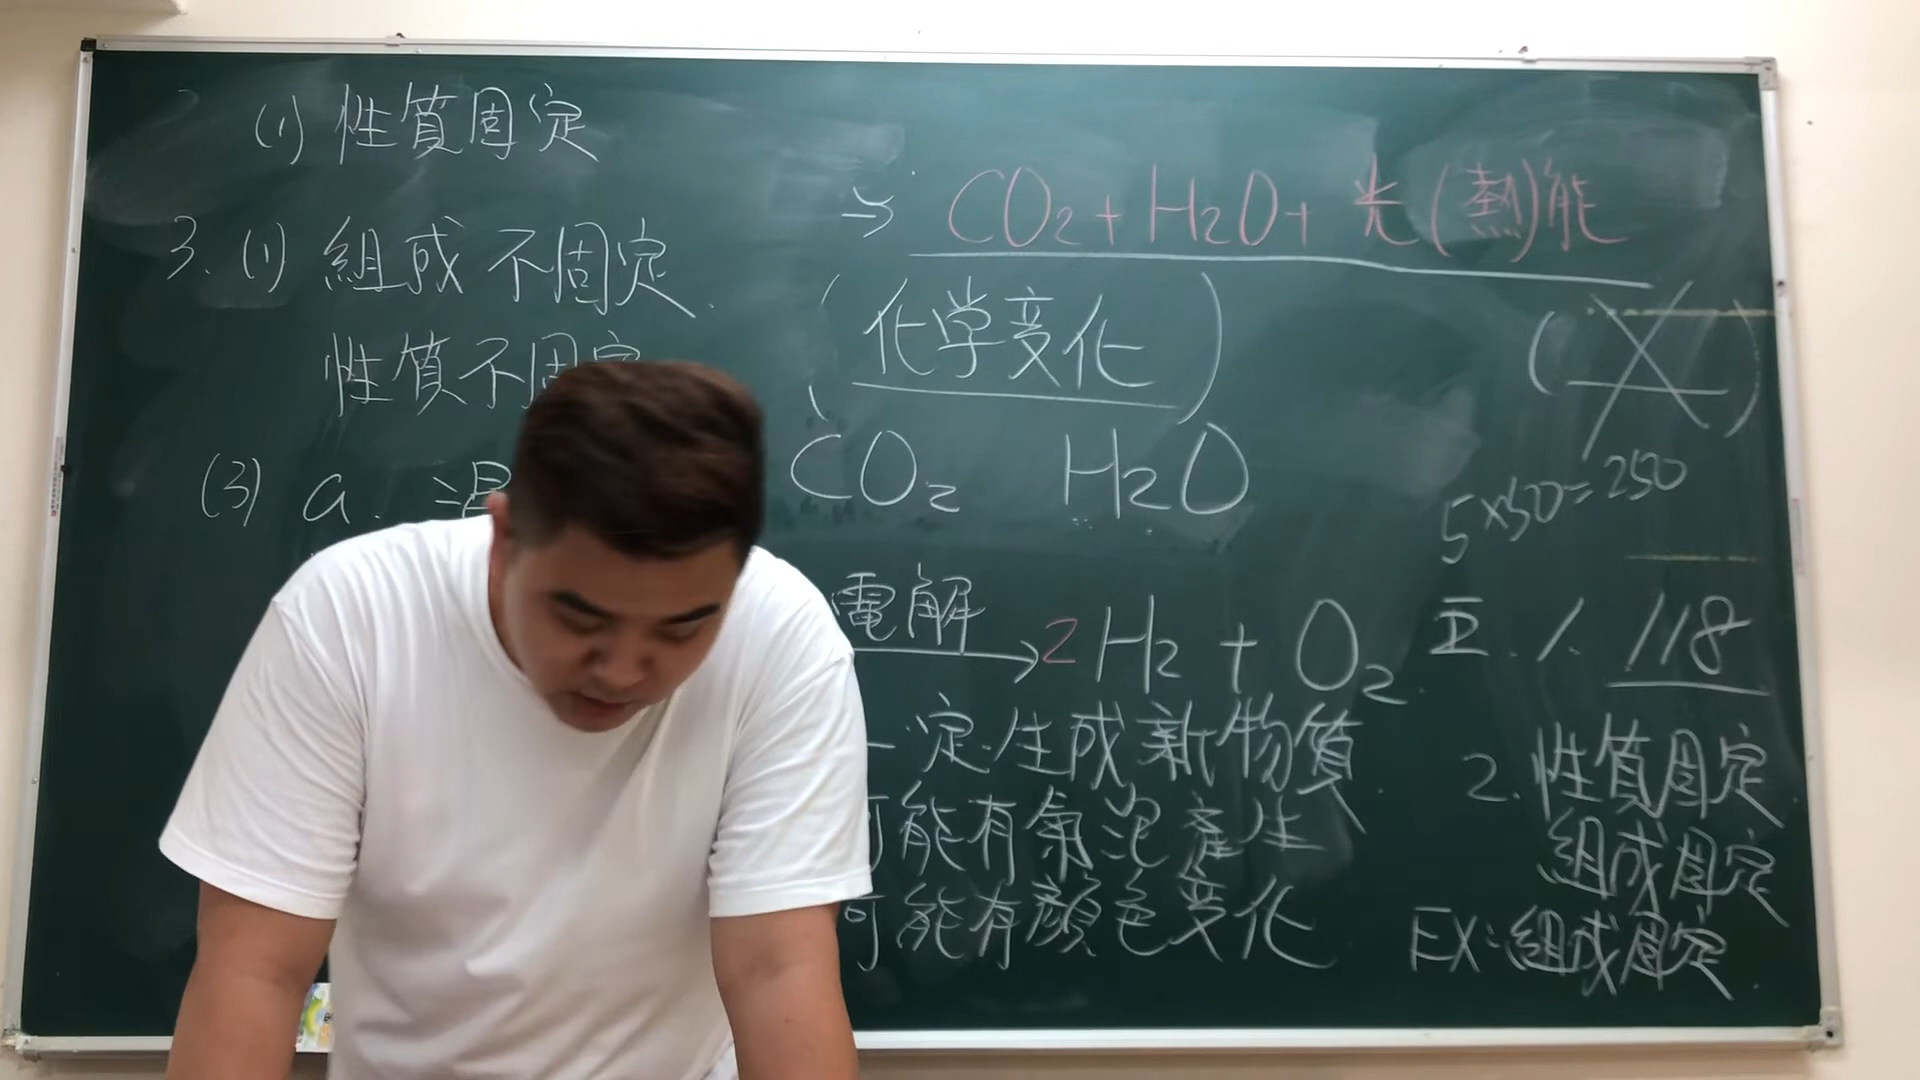 (1) 性質固定
3. (1) 組成不固定.
性質不固定
(3) a.
→ CO2 + H2O + 光(熱)能
(化学変化)
CO2 H2O
電解
→ 2H2 + O2.
一定生成新物質.
可能有氣泡產生
可能有顏色变化
5×50=250
II. 1. 118
2. 性質固定
組成固定
EX: 組成固定